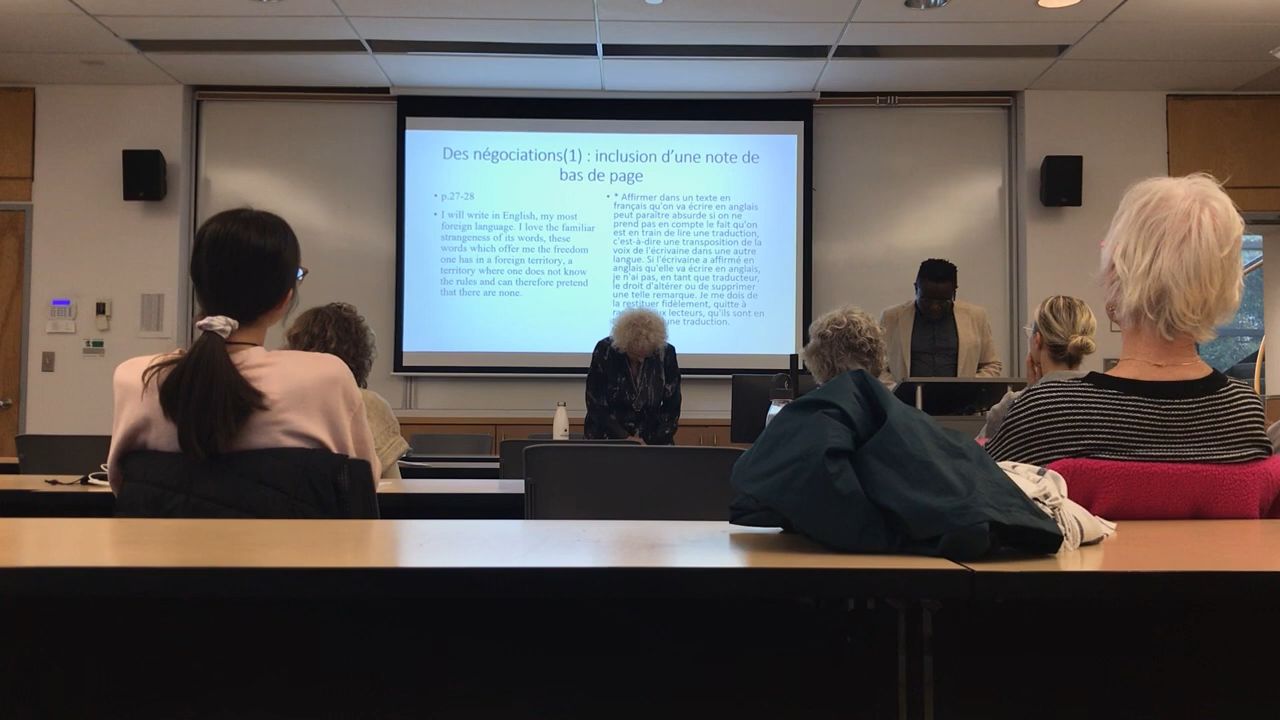 Des négociations(1) : inclusion d'une note de
bas de page
• p.27-28
• I will write in English, my most
foreign language. I love the familiar
strangeness of its words, these
words which offer me the freedom
one has in a foreign territory, a
territory where one does not know
the rules and can therefore pretend
that there are none.
• * Affirmer dans un texte en
français qu'on va écrire en anglais
peut paraître absurde si on ne
prend pas en compte le fait qu'on
est en train de lire une traduction,
c'est-à-dire une transposition de la
voix de l'écrivaine dans une autre
langue. Si l'écrivaine a affirmé en
anglais qu'elle va écrire en anglais,
je n'ai pas, en tant que traducteur,
le droit d'altérer ou de supprimer
une telle remarque. Je me dois de
la restituer fidèlement, quitte à
lecteurs, qu'ils sont en
une traduction.